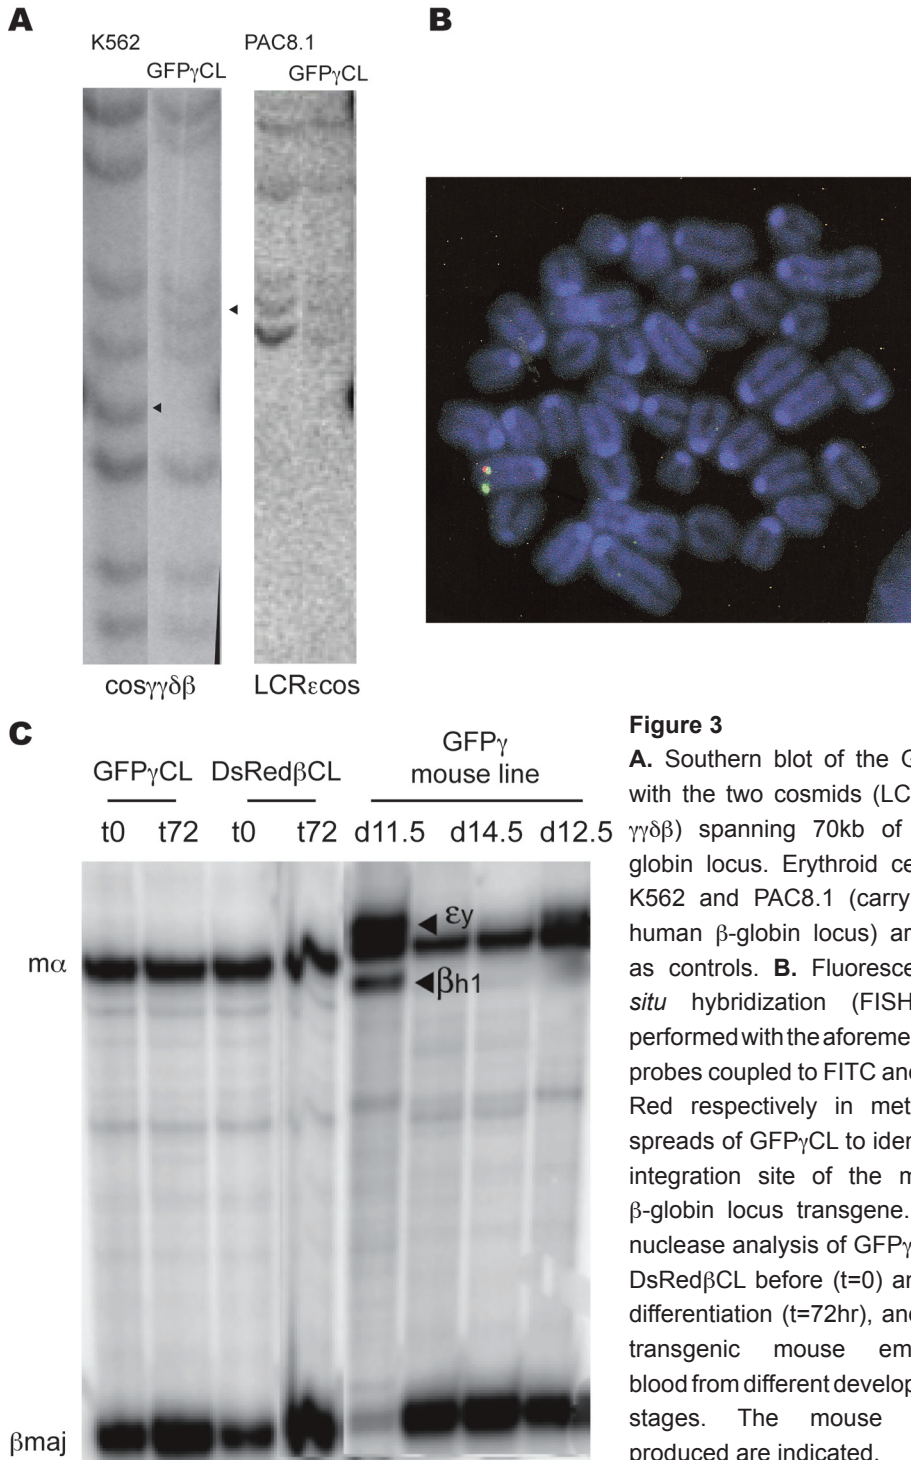 A
B
K562
PAC8.1
GFPγCL
GFPγCL
cosγγδβ
LCRεcos
C
GFPγ
mouse line
GFPγCL
DsRedβCL
t0
t72
t0
t72
d11.5
d14.5
d12.5
mα
εy
βh1
βmaj
Figure 3
A. Southern blot of the G
with the two cosmids (LC
γγδβ) spanning 70kb of
globin locus. Erythroid ce
K562 and PAC8.1 (carry
human β-globin locus) ar
as controls. B. Fluoresce
situ hybridization (FISH
performed with the aforeme
probes coupled to FITC and
Red respectively in met
spreads of GFPγCL to iden
integration site of the m
β-globin locus transgene.
nuclease analysis of GFPγ
DsRedβCL before (t=0) an
differentiation (t=72hr), and
transgenic mouse em
blood from different develop
stages. The mouse
produced are indicated.